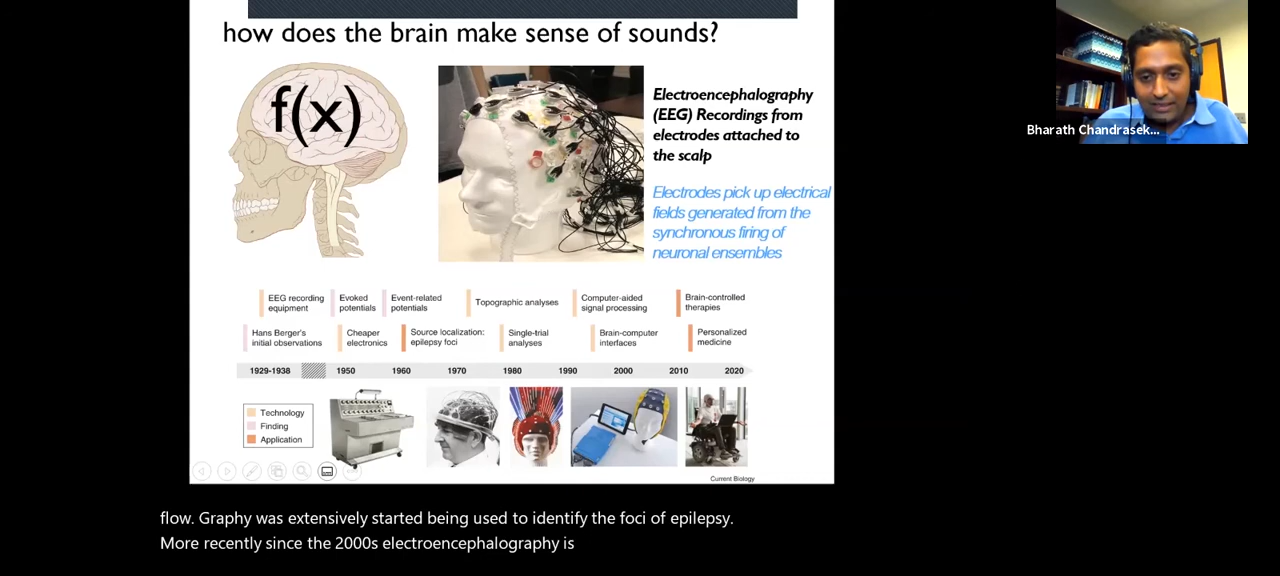 how does the brain make sense of sounds?
f(x)
Electroencephalography
(EEG) Recordings from
electrodes attached to
the scalp
Electrodes pick up electrical
fields generated from the
synchronous firing of
neuronal ensembles
Bharath Chandrasek...
EEG recording
equipment
Evoked
potentials
Event-related
potentials
Topographic analyses
Computer-aided
signal processing
Brain-controlled
therapies
Hans Berger's
initial observations
Cheaper
electronics
Source localization:
epilepsy foci
Single-trial
analyses
Brain-computer
interfaces
Personalized
medicine
1929-1938 1950 1960 1970 1980 1990 2000 2010 2020
Technology
Finding
Application
Current Biology
flow. Graphy was extensively started being used to identify the foci of epilepsy.
More recently since the 2000s electroencephalography is